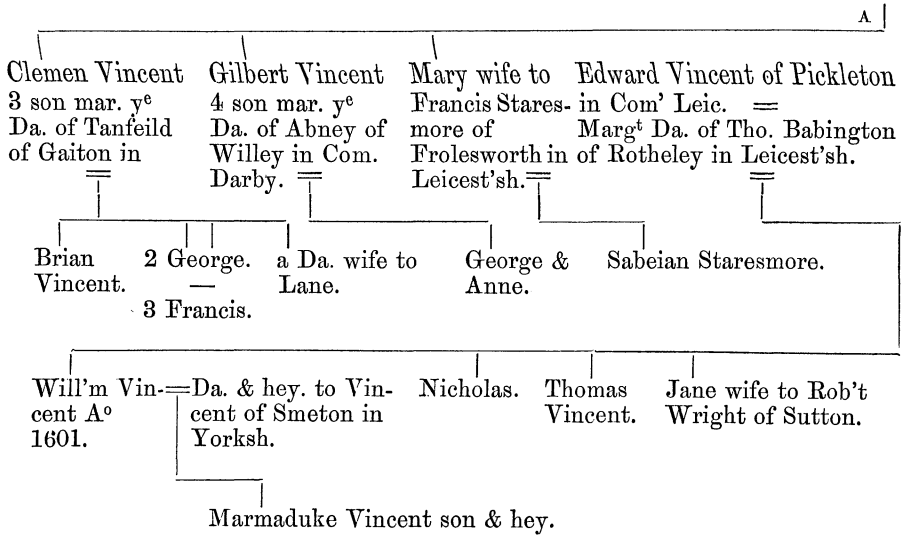 A
Clemen Vincent
3 son mar. yᵉ
Da. of Tanfeild
of Gaiton in
Gilbert Vincent
4 son mar. yᵉ
Da. of Abney of
Willey in Com.
Darby.
Mary wife to
Francis Stares-
more of
Frolesworth in
Leicest'sh.
Edward Vincent of Pickleton
in Com' Leic. =
Margᵗ Da. of Tho. Babington
of Rotheley in Leicest'sh.
Brian
Vincent.
2 George.
—
3 Francis.
a Da. wife to
Lane.
George &
Anne.
Sabeian Staresmore.
Will'm Vin-
cent Aº
1601.
=Da. & hey. to Vin-
cent of Smeton in
Yorksh.
Nicholas.
Thomas
Vincent.
Jane wife to Rob't
Wright of Sutton.
Marmaduke Vincent son & hey.